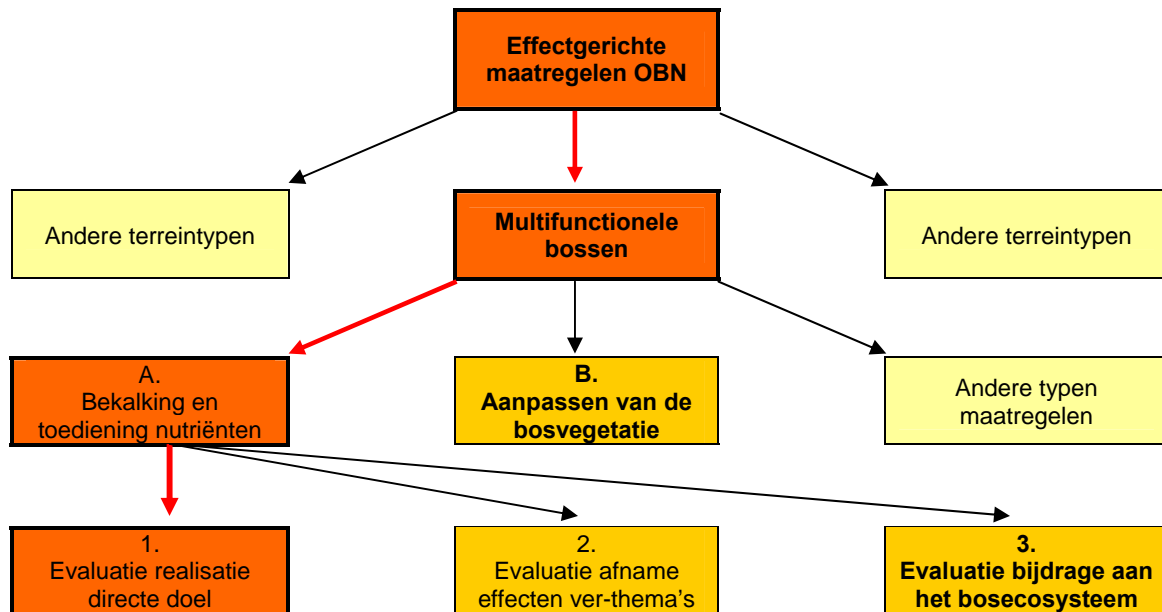 Effectgerichte
maatregelen OBN
Andere terreintypen
Multifunctionele
bossen
Andere terreintypen
A.
Bekalking en
toediening nutriënten
B.
Aanpassen van de
bosvegetatie
Andere typen
maatregelen
1.
Evaluatie realisatie
directe doel
2.
Evaluatie afname
effecten ver-thema's
3.
Evaluatie bijdrage aan
het bosecosysteem